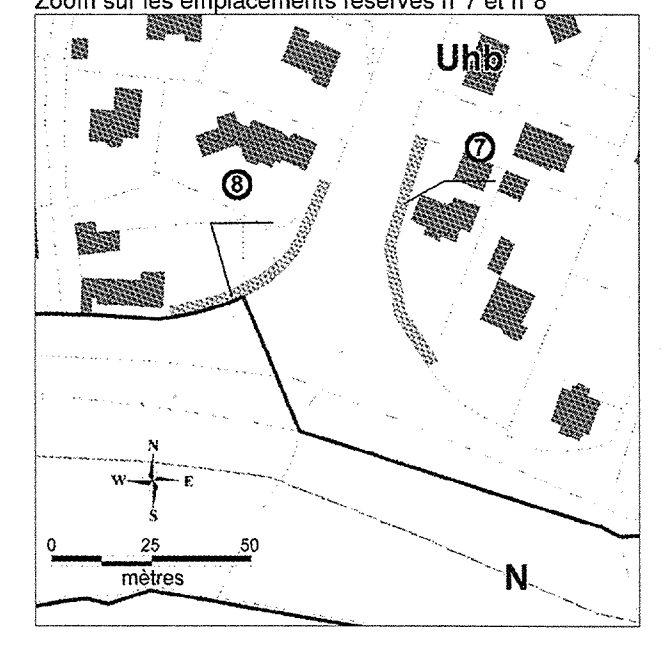 Zoom sur les emplacements réservés n°7 et n°8
Uhb
7
8
N
W E
S
0 25 50
mètres
N